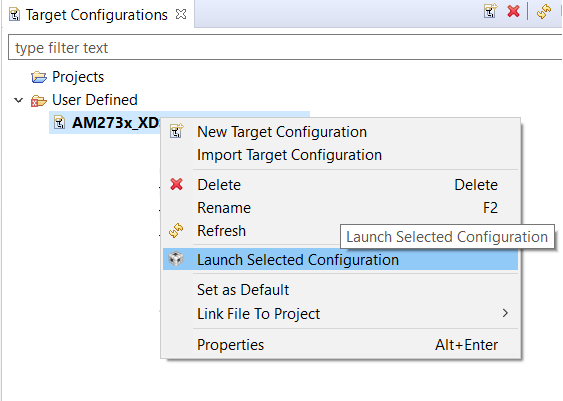 Target Configurations
type filter text
Projects
User Defined
AM273x_XD
New Target Configuration
Import Target Configuration
Delete Delete
Rename F2
Refresh
Launch Selected Configuration
Launch Selected Configuration
Set as Default
Link File To Project
Properties Alt+Enter